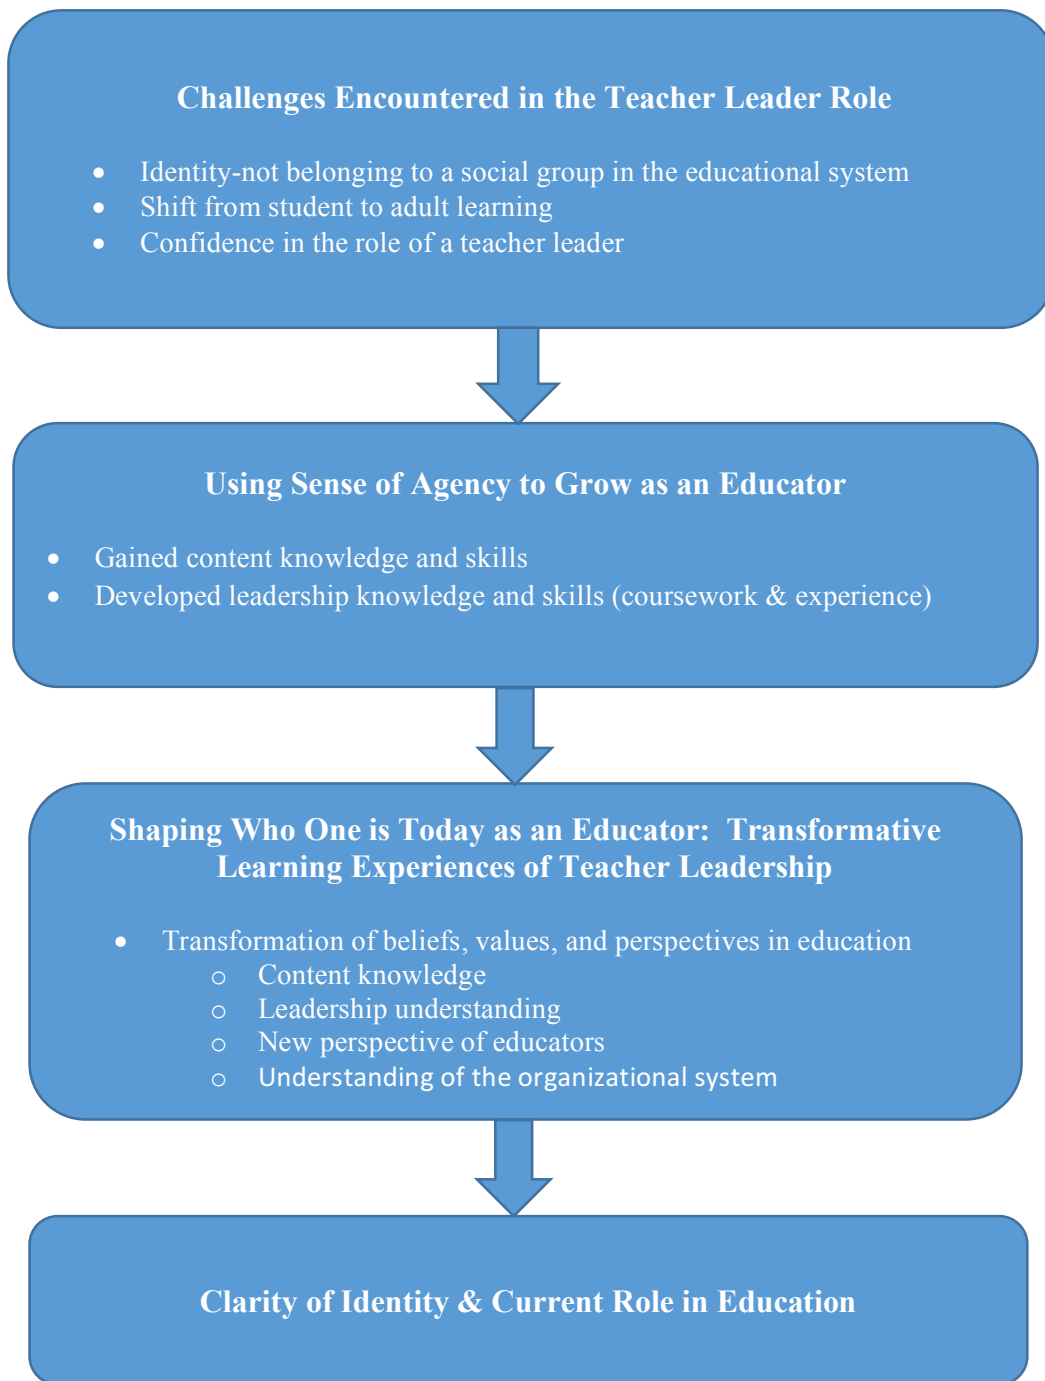 Challenges Encountered in the Teacher Leader Role
• Identity-not belonging to a social group in the educational system
• Shift from student to adult learning
• Confidence in the role of a teacher leader
Using Sense of Agency to Grow as an Educator
• Gained content knowledge and skills
• Developed leadership knowledge and skills (coursework & experience)
Shaping Who One is Today as an Educator:  Transformative
Learning Experiences of Teacher Leadership
• Transformation of beliefs, values, and perspectives in education
o Content knowledge
o Leadership understanding
o New perspective of educators
o Understanding of the organizational system
Clarity of Identity & Current Role in Education